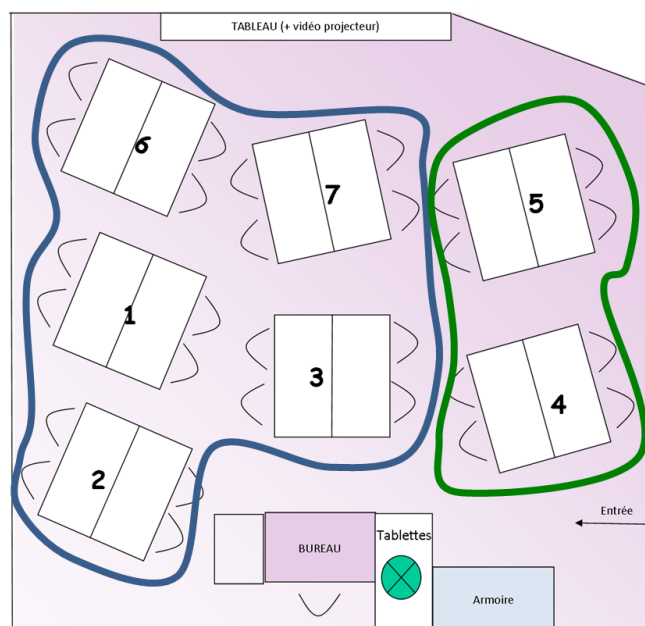 TABLEAU (+ vidéo projecteur)
6
7
5
1
3
4
2
Entrée
Tablettes
BUREAU
Armoire